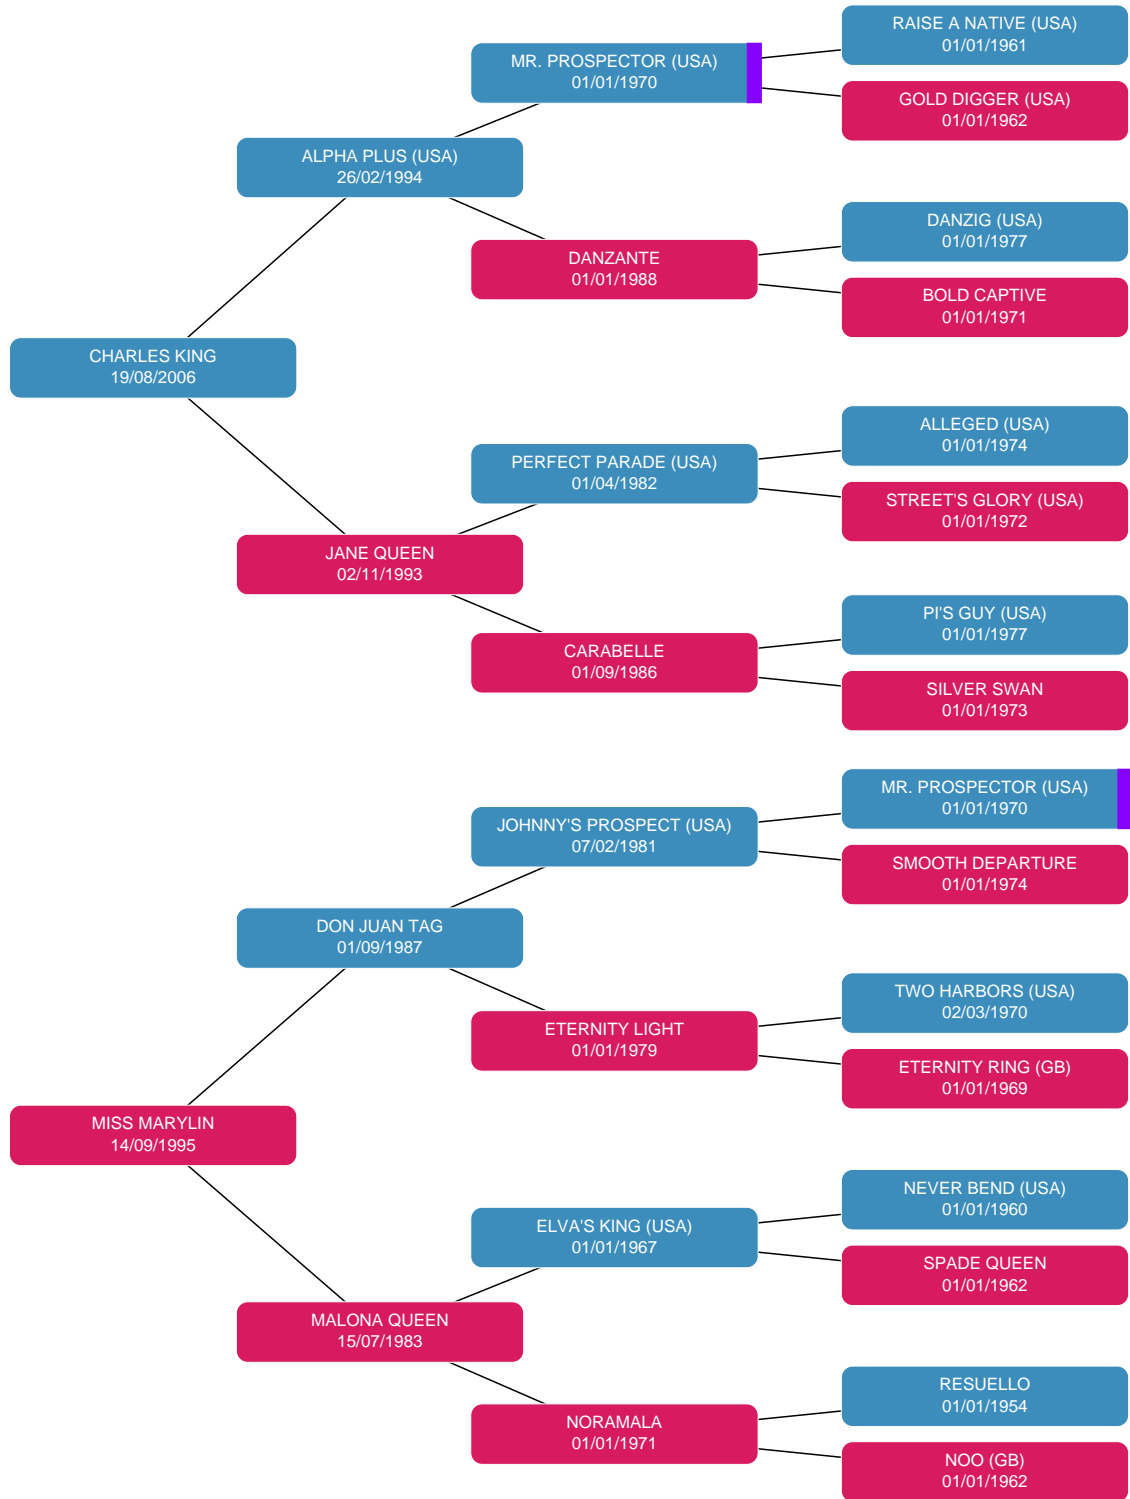 RAISE A NATIVE (USA)
01/01/1961
MR. PROSPECTOR (USA)
01/01/1970
GOLD DIGGER (USA)
01/01/1962
ALPHA PLUS (USA)
26/02/1994
DANZIG (USA)
01/01/1977
DANZANTE
01/01/1988
BOLD CAPTIVE
01/01/1971
CHARLES KING
19/08/2006
ALLEGED (USA)
01/01/1974
PERFECT PARADE (USA)
01/04/1982
STREET'S GLORY (USA)
01/01/1972
JANE QUEEN
02/11/1993
PI'S GUY (USA)
01/01/1977
CARABELLE
01/09/1986
SILVER SWAN
01/01/1973
MR. PROSPECTOR (USA)
01/01/1970
JOHNNY'S PROSPECT (USA)
07/02/1981
SMOOTH DEPARTURE
01/01/1974
DON JUAN TAG
01/09/1987
TWO HARBORS (USA)
02/03/1970
ETERNITY LIGHT
01/01/1979
ETERNITY RING (GB)
01/01/1969
MISS MARYLIN
14/09/1995
NEVER BEND (USA)
01/01/1960
ELVA'S KING (USA)
01/01/1967
SPADE QUEEN
01/01/1962
MALONA QUEEN
15/07/1983
RESUELLO
01/01/1954
NORAMALA
01/01/1971
NOO (GB)
01/01/1962